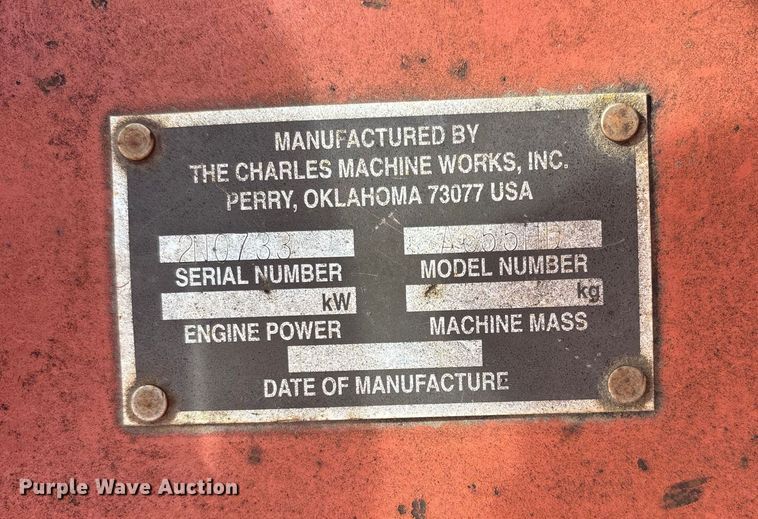 MANUFACTURED BY
THE CHARLES MACHINE WORKS, INC.
PERRY, OKLAHOMA 73077 USA
SERIAL NUMBER
MODEL NUMBER
kW
kg
ENGINE POWER
MACHINE MASS
DATE OF MANUFACTURE
Purple Wave Auction